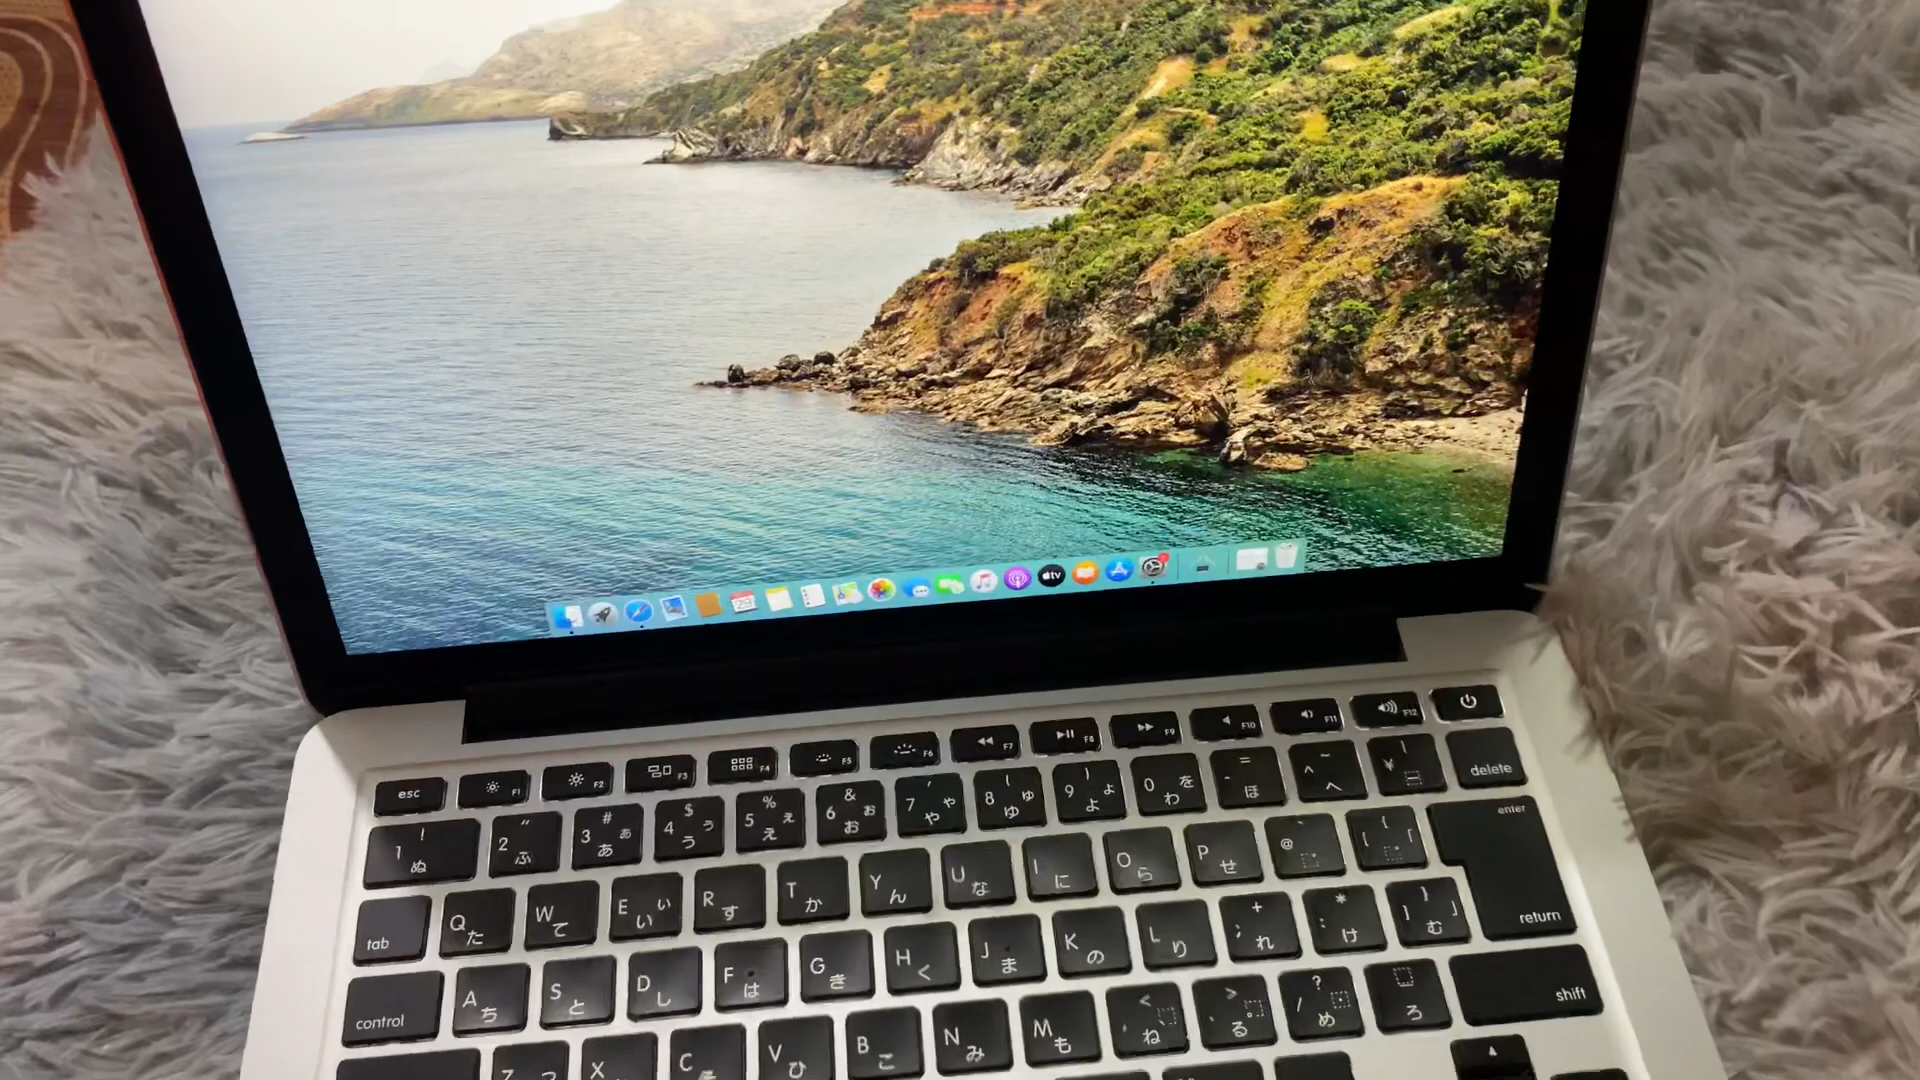 29
tv
esc F1 F2 F3 F4 F5 F6 F7 F8 F9 F10 F11 F12
! 1 ぬ " 2 ふ # 3 ぁ あ $ 4 ぅ う % 5 ぇ え & 6 ぉ お ' 7 ゃ や ( 8 ゅ ゆ ) 9 ょ よ 0 を わ = - ほ ~ ^ へ | ¥ ー delete
tab Q た W て E ぃ い R す T か Y ん U な I に O ら P せ ` @ ゛ { [ 「 ゜ enter return
control A ち S と D し F は G き H く J ま K の L り + ; れ * : け } ] 」 む
C V ひ B こ N み M も < ね > 。 る ? / め ろ shift
X